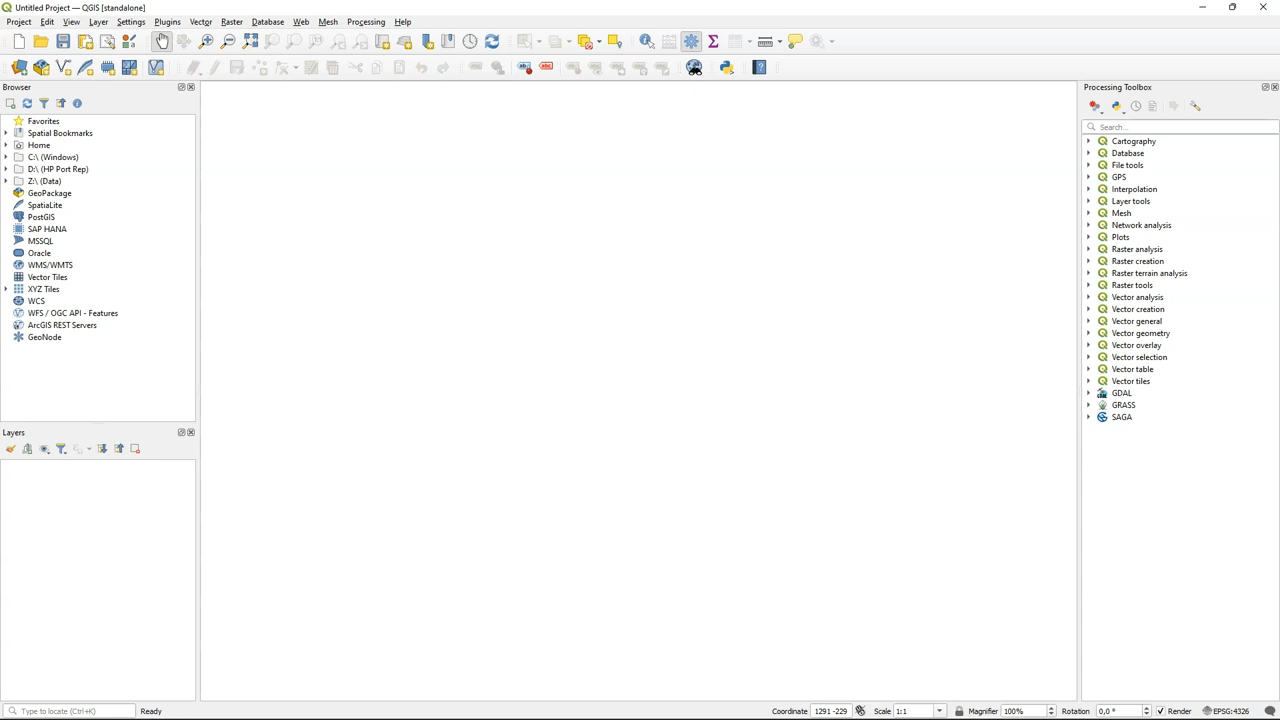 Untitled Project — QGIS [standalone]
Project Edit View Layer Settings Plugins Vector Raster Database Web Mesh Processing Help
Browser
Favorites
Spatial Bookmarks
Home
C:\ (Windows)
D:\ (HP Port Rep)
Z:\ (Data)
GeoPackage
SpatiaLite
PostGIS
SAP HANA
MSSQL
Oracle
WMS/WMTS
Vector Tiles
XYZ Tiles
WCS
WFS / OGC API - Features
ArcGIS REST Servers
GeoNode
Layers
Processing Toolbox
Search...
Cartography
Database
File tools
GPS
Interpolation
Layer tools
Mesh
Network analysis
Plots
Raster analysis
Raster creation
Raster terrain analysis
Raster tools
Vector analysis
Vector creation
Vector general
Vector geometry
Vector overlay
Vector selection
Vector table
Vector tiles
GDAL
GRASS
SAGA
Type to locate (Ctrl+K) Ready Coordinate 1291 -229 Scale 1:1 Magnifier 100% Rotation 0,0 ° Render EPSG:4326